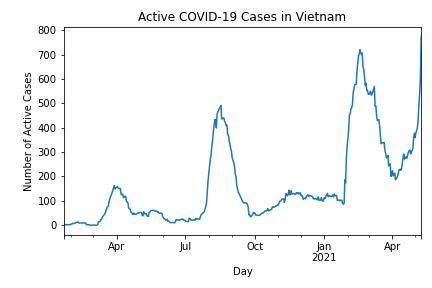 Active COVID-19 Cases in Vietnam
800
700
600
500
400
300
200
100
0
Number of Active Cases
Apr
Jul
Oct
Jan
2021
Apr
Day